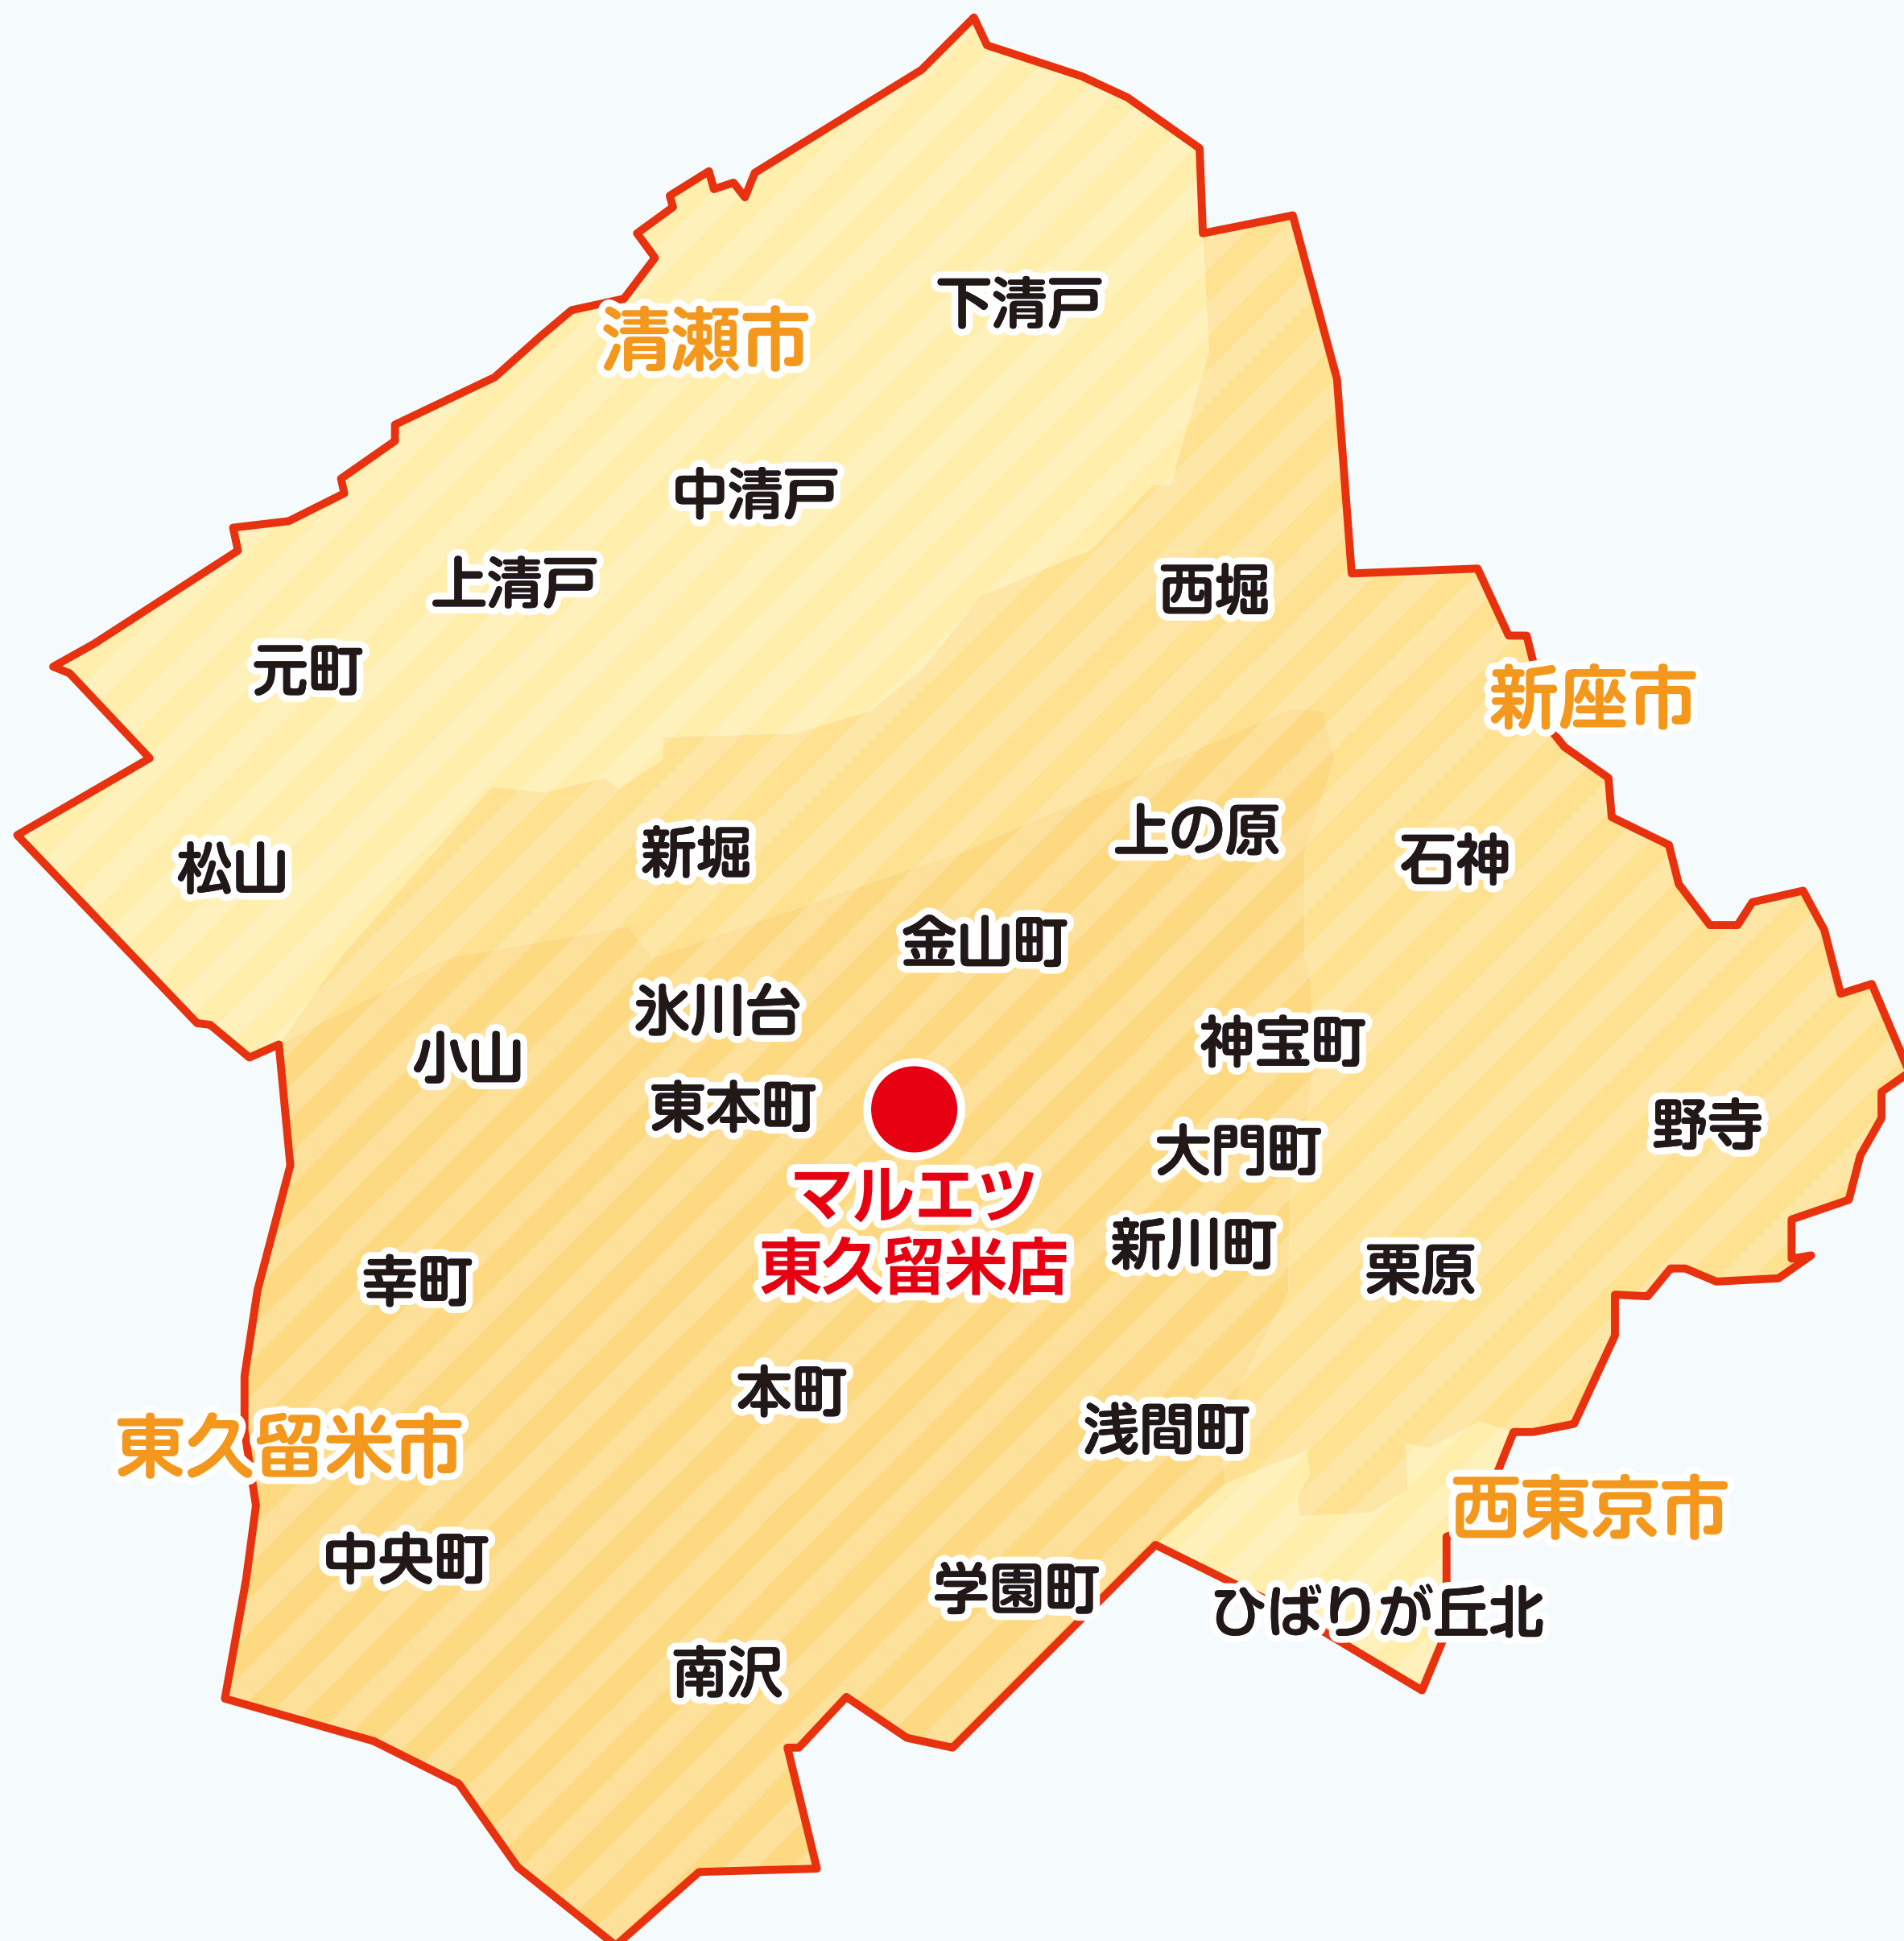 下清戸
清瀬市
中清戸
上清戸
西堀
元町
新座市
上の原
新堀
石神
松山
金山町
氷川台
神宝町
小山
東本町
野寺
大門町
マルエツ
東久留米店
新川町
栗原
幸町
本町
浅間町
東久留米市
西東京市
中央町
学園町
ひばりが丘北
南沢